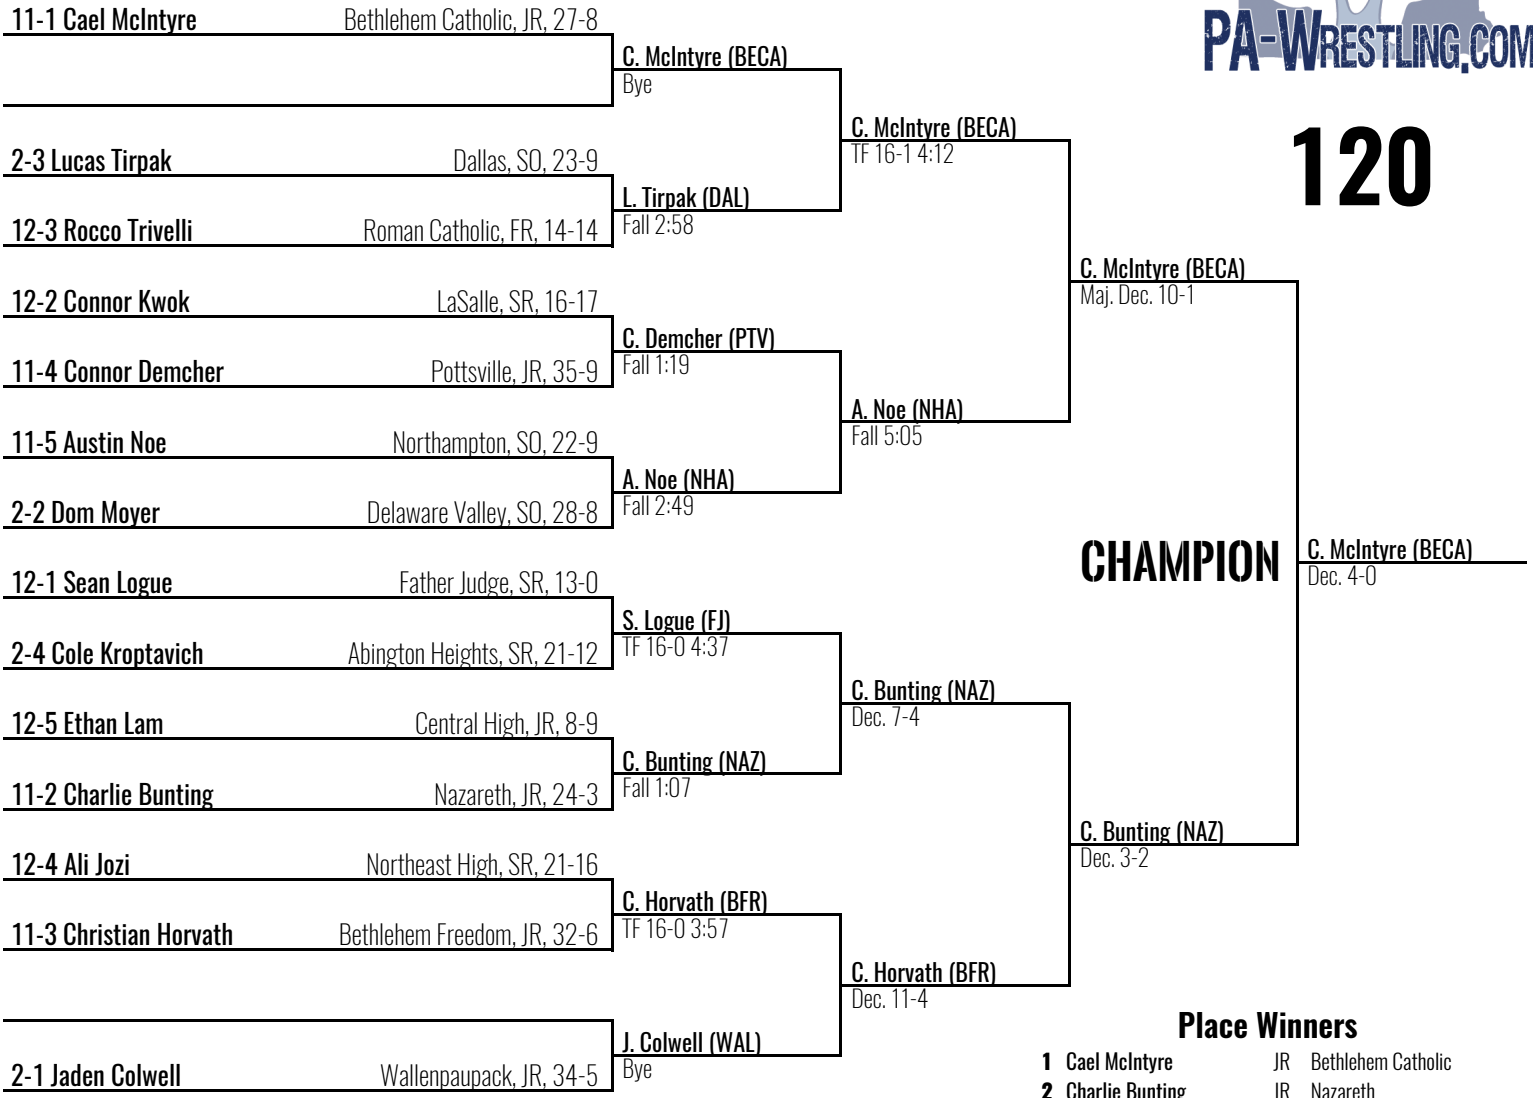 PA-WRESTLING.COM
120
11-1 Cael McIntyre Bethlehem Catholic, JR, 27-8
C. McIntyre (BECA)
Bye
2-3 Lucas Tirpak Dallas, SO, 23-9
L. Tirpak (DAL)
Fall 2:58
12-3 Rocco Trivelli Roman Catholic, FR, 14-14
C. McIntyre (BECA)
TF 16-1 4:12
12-2 Connor Kwok LaSalle, SR, 16-17
C. Demcher (PTV)
Fall 1:19
11-4 Connor Demcher Pottsville, JR, 35-9
A. Noe (NHA)
Fall 5:05
11-5 Austin Noe Northampton, SO, 22-9
A. Noe (NHA)
Fall 2:49
2-2 Dom Moyer Delaware Valley, SO, 28-8
C. McIntyre (BECA)
Maj. Dec. 10-1
CHAMPION
C. McIntyre (BECA)
Dec. 4-0
12-1 Sean Logue Father Judge, SR, 13-0
S. Logue (FJ)
TF 16-0 4:37
2-4 Cole Kroptavich Abington Heights, SR, 21-12
C. Bunting (NAZ)
Dec. 7-4
12-5 Ethan Lam Central High, JR, 8-9
C. Bunting (NAZ)
Fall 1:07
11-2 Charlie Bunting Nazareth, JR, 24-3
C. Bunting (NAZ)
Dec. 3-2
12-4 Ali Jozi Northeast High, SR, 21-16
C. Horvath (BFR)
TF 16-0 3:57
11-3 Christian Horvath Bethlehem Freedom, JR, 32-6
C. Horvath (BFR)
Dec. 11-4
J. Colwell (WAL)
Bye
2-1 Jaden Colwell Wallenpaupack, JR, 34-5
Place Winners
1 Cael McIntyre JR Bethlehem Catholic
2 Charlie Bunting JR Nazareth